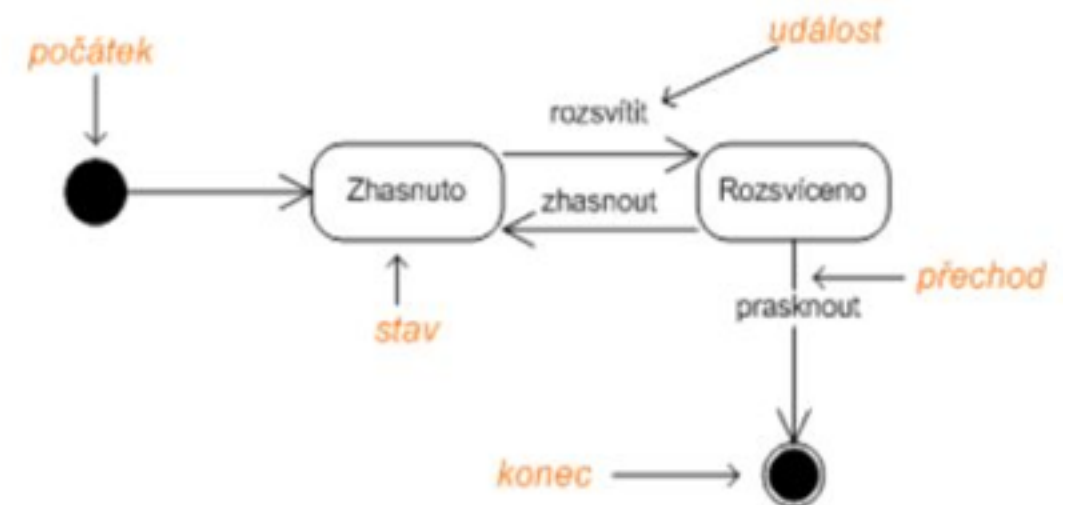 počátek
událost
rozsvítit
Zhasnuto
zhasnout
Rozsvíceno
přechod
prasknout
stav
konec